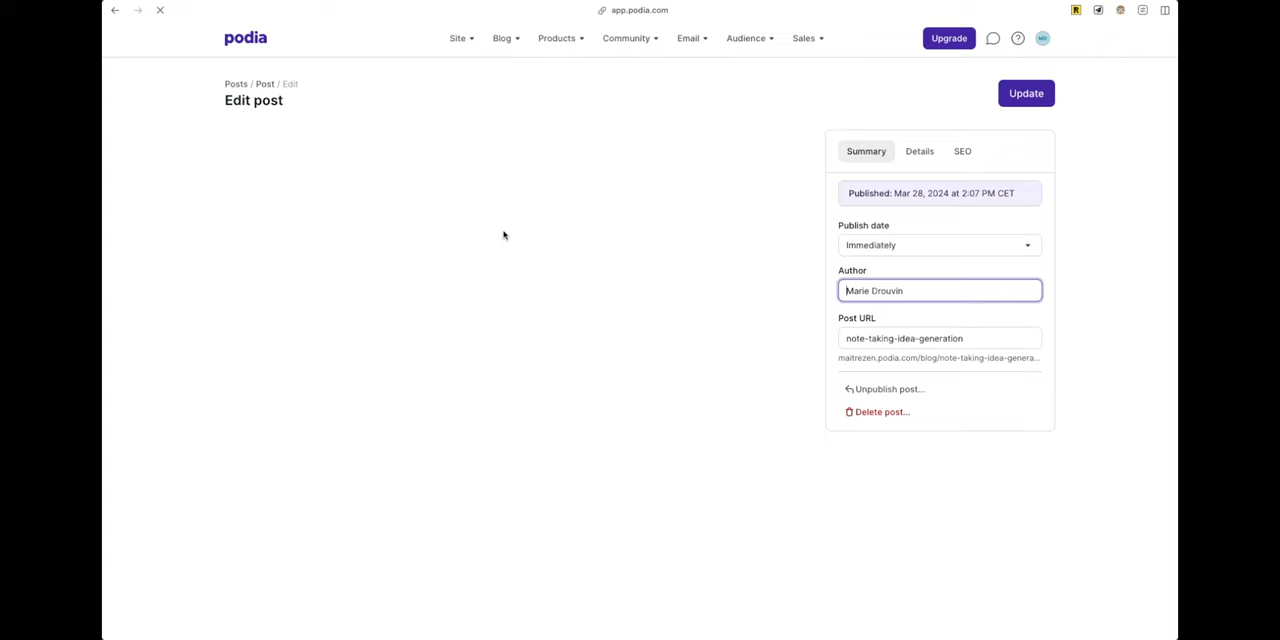 app.podia.com
R
podia
Site
Blog
Products
Community
Email
Audience
Sales
Upgrade
MD
Posts / Post / Edit
Edit post
Update
Summary
Details
SEO
Published: Mar 28, 2024 at 2:07 PM CET
Publish date
Immediately
Author
Marie Drouvin
Post URL
note-taking-idea-generation
maitrezen.podia.com/blog/note-taking-idea-genera...
Unpublish post...
Delete post...